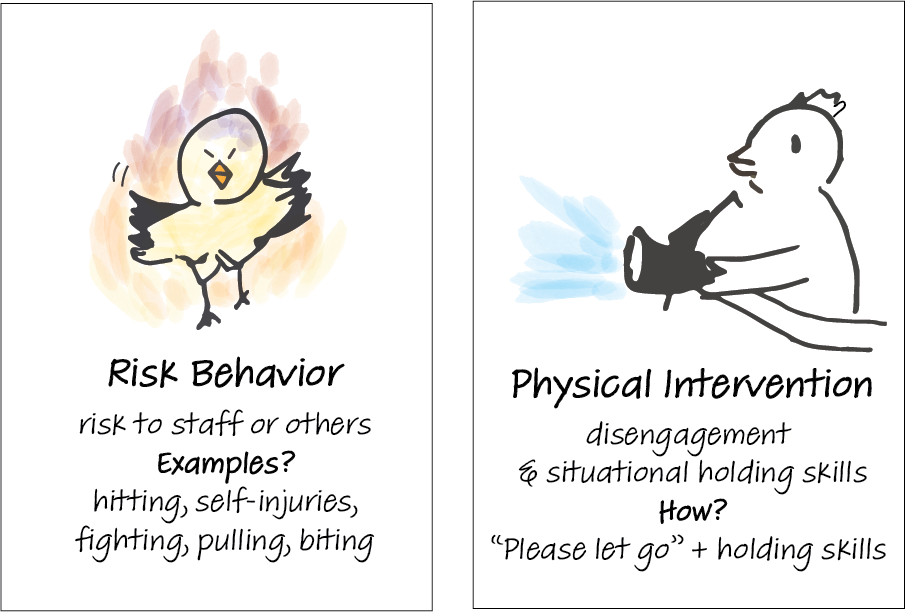 Risk Behavior
risk to staff or others
Examples?
hitting, self-injuries,
fighting, pulling, biting
Physical Intervention
disengagement
& situational holding skills
How?
“Please let go” + holding skills